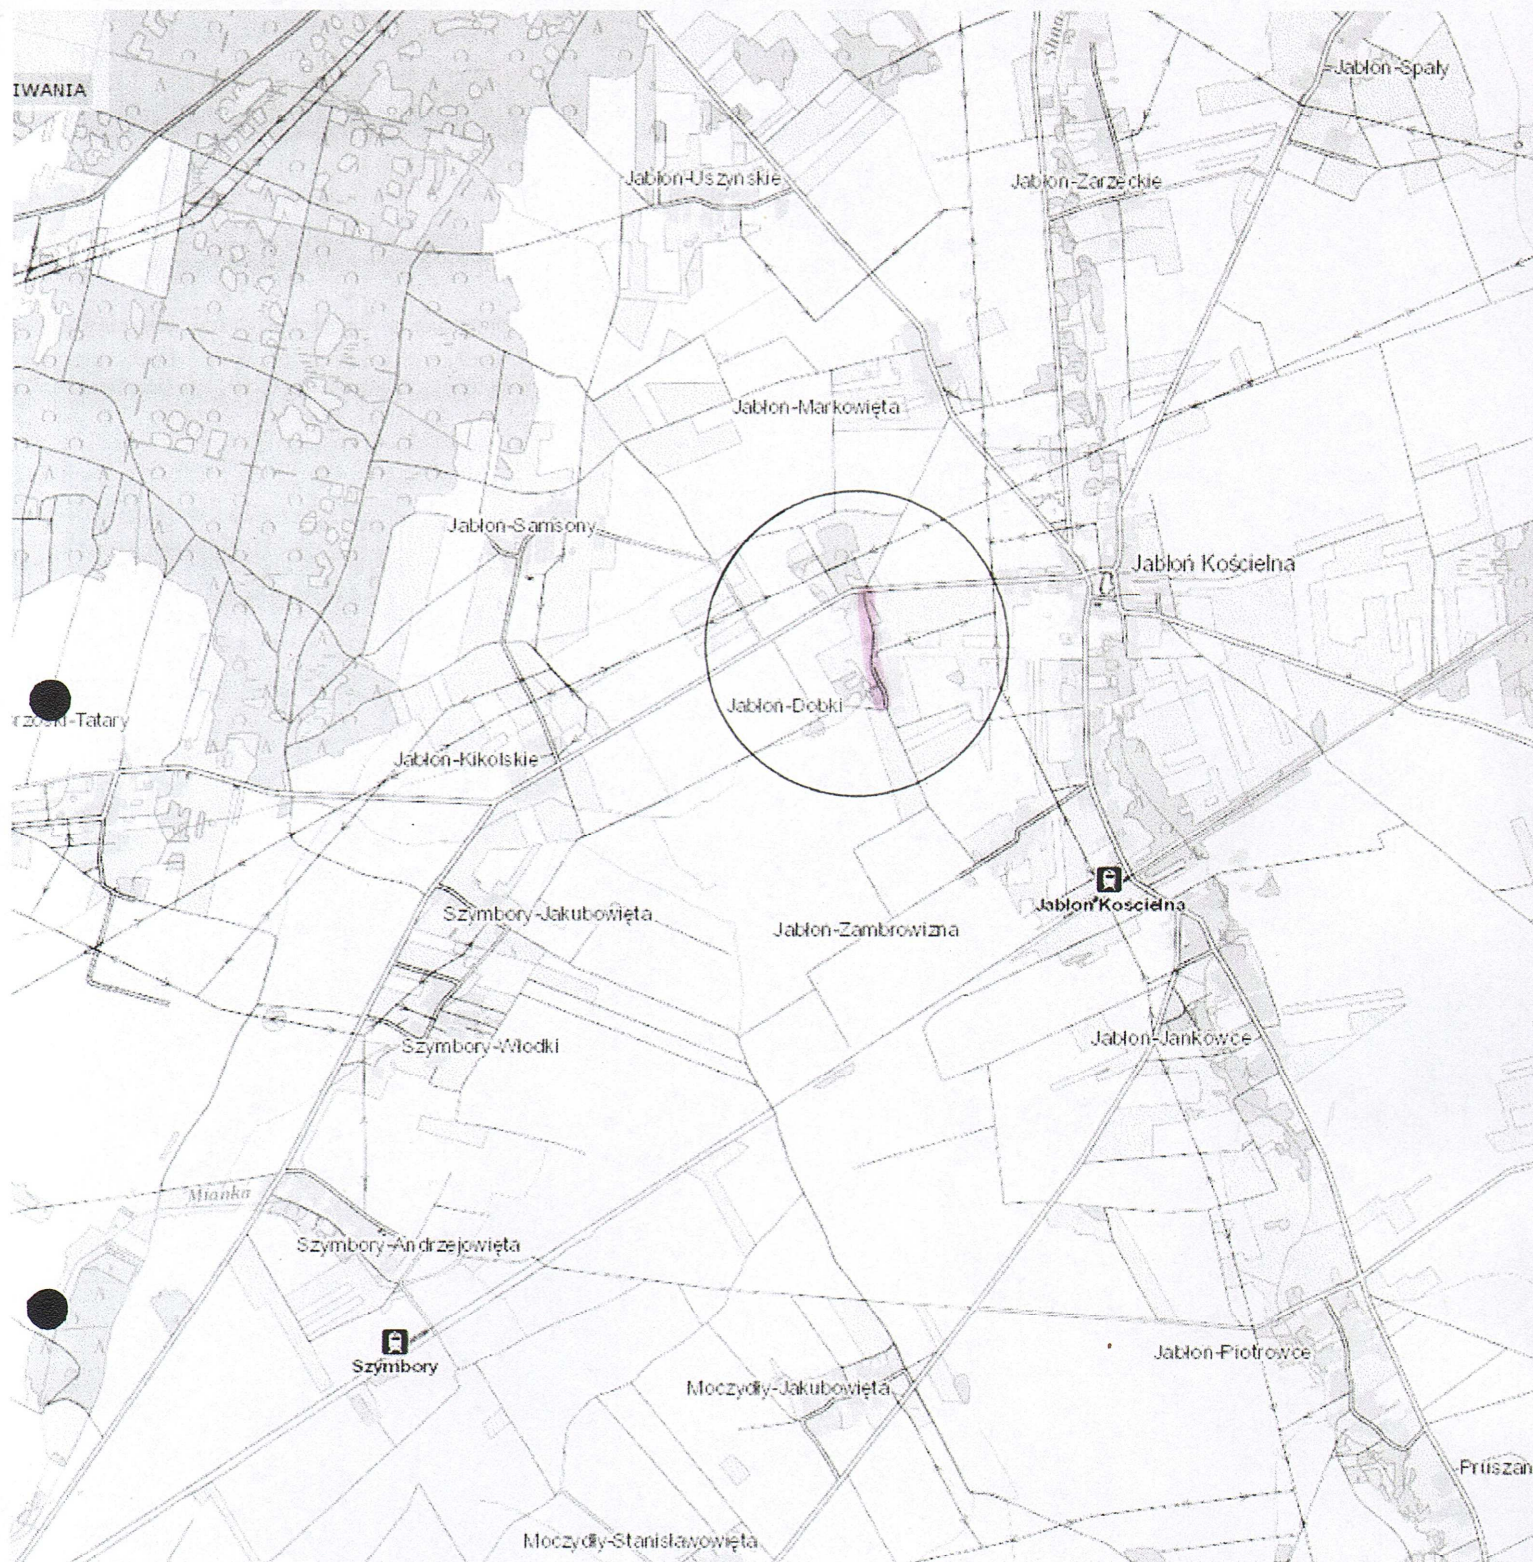 Ślina
Jabłoń-Spały
IWANIA
Jabłoń-Uszyńskie
Jabłoń-Zarzeckie
Jabłoń-Markowięta
Jabłoń-Samsony
Jabłoń Kościelna
Jabłoń-Dobki
rzoski-Tatary
Jabłoń-Kikolskie
Jabłoń Kościelna
Szymbory-Jakubowięta
Jabłoń-Zambrowizna
Jabłoń-Jankowce
Szymbory-Włodki
Mianka
Szymbory-Andrzejowięta
Szymbory
Jabłoń-Piotrowce
Moczydły-Jakubowięta
Pruszan
Moczydły-Stanisławowięta